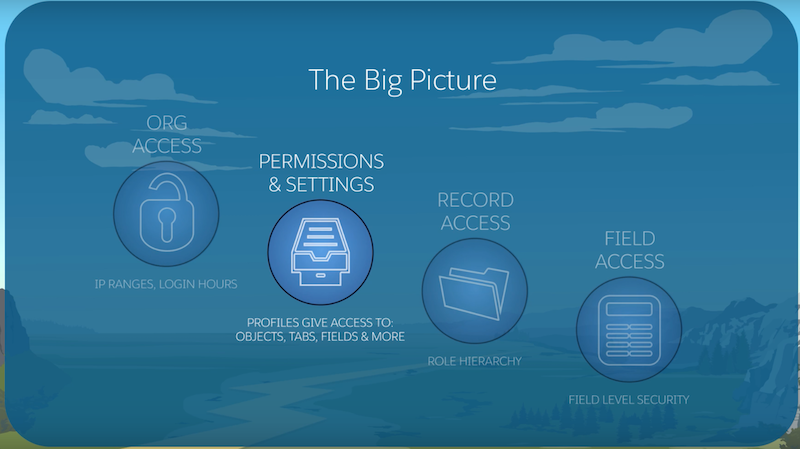 The Big Picture
ORG
ACCESS
IP RANGES, LOGIN HOURS
PERMISSIONS
& SETTINGS
PROFILES GIVE ACCESS TO:
OBJECTS, TABS, FIELDS & MORE
RECORD
ACCESS
ROLE HIERARCHY
FIELD
ACCESS
FIELD LEVEL SECURITY